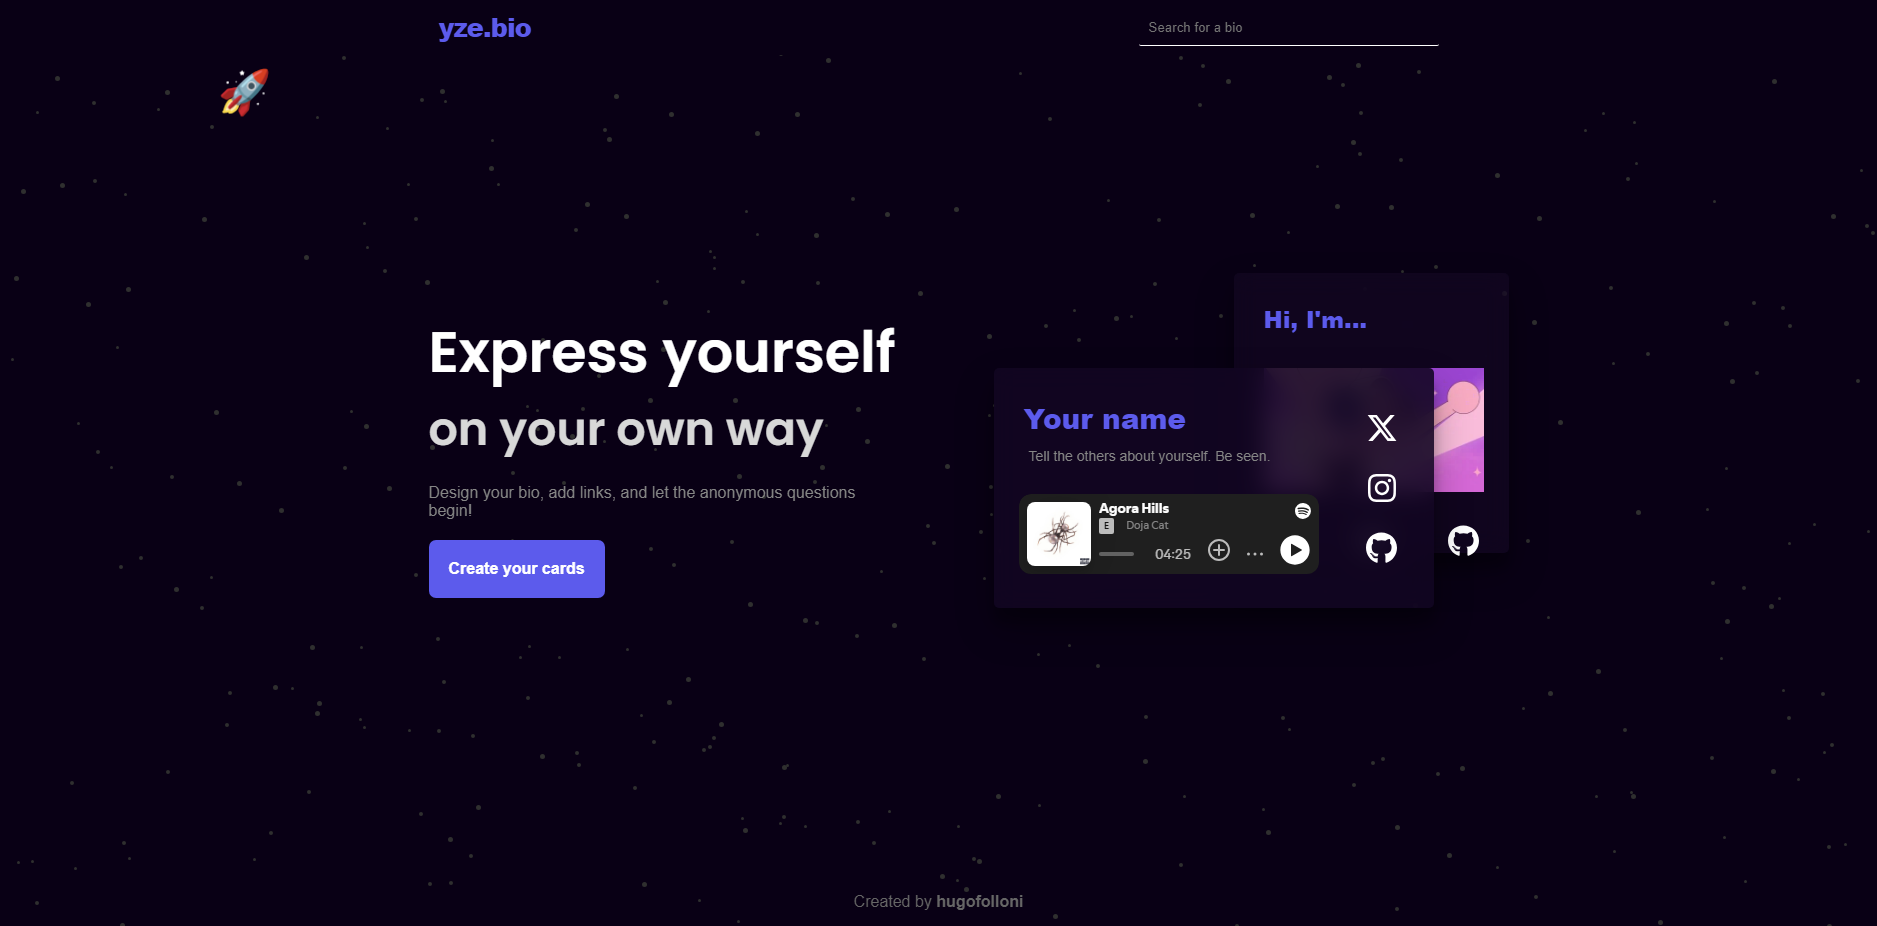 yze.bio
Search for a bio
Hi, I'm...
Express yourself
on your own way
Design your bio, add links, and let the anonymous questions
begin!
Create your cards
Your name
Tell the others about yourself. Be seen.
Agora Hills
E Doja Cat
04:25
Created by hugofolloni